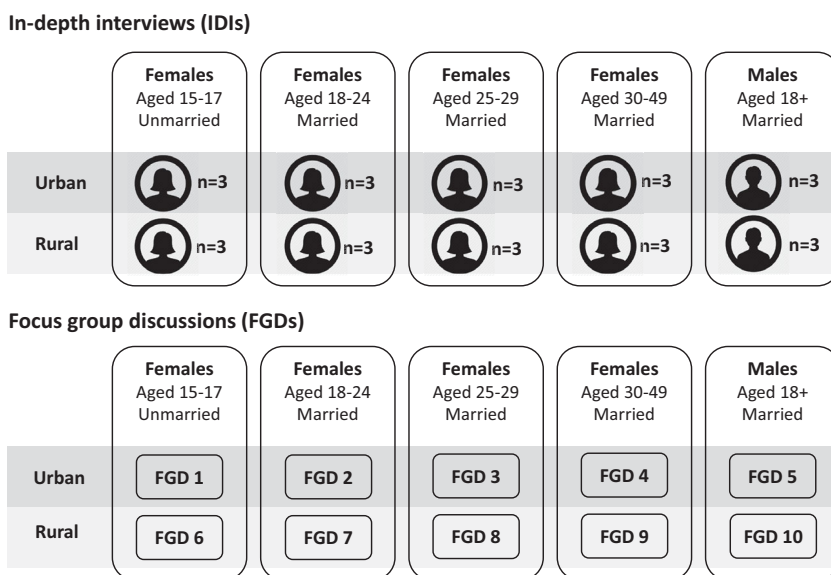 In-depth interviews (IDIs)
Females Females Females Females Males
Aged 15-17 Aged 18-24 Aged 25-29 Aged 30-49 Aged 18+
Unmarried Married Married Married Married
Urban n=3 n=3 n=3 n=3 n=3
Rural n=3 n=3 n=3 n=3 n=3
Focus group discussions (FGDs)
Females Females Females Females Males
Aged 15-17 Aged 18-24 Aged 25-29 Aged 30-49 Aged 18+
Unmarried Married Married Married Married
Urban FGD 1 FGD 2 FGD 3 FGD 4 FGD 5
Rural FGD 6 FGD 7 FGD 8 FGD 9 FGD 10